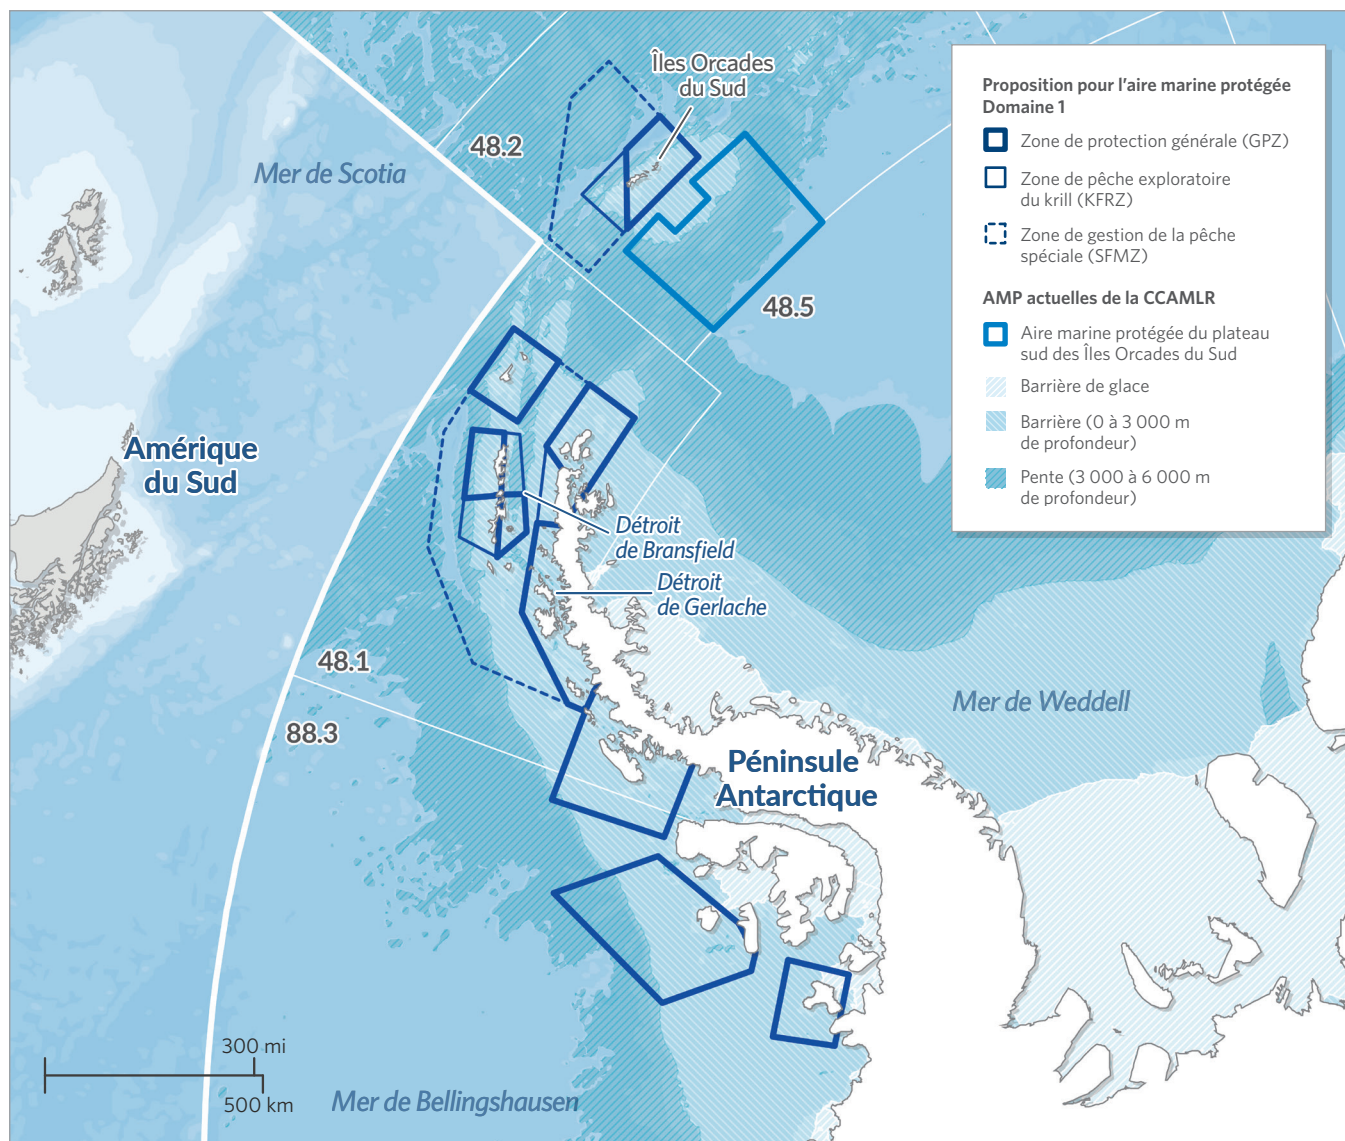 Îles Orcades
du Sud
48.2
Mer de Scotia
48.5
Amérique
du Sud
Détroit
de Bransfield
Détroit
de Gerlache
48.1
88.3
Mer de Weddell
Péninsule
Antarctique
300 mi
500 km
Mer de Bellingshausen
Proposition pour l'aire marine protégée
Domaine 1
Zone de protection générale (GPZ)
Zone de pêche exploratoire
du krill (KFRZ)
Zone de gestion de la pêche
spéciale (SFMZ)
AMP actuelles de la CCAMLR
Aire marine protégée du plateau
sud des Îles Orcades du Sud
Barrière de glace
Barrière (0 à 3 000 m
de profondeur)
Pente (3 000 à 6 000 m
de profondeur)